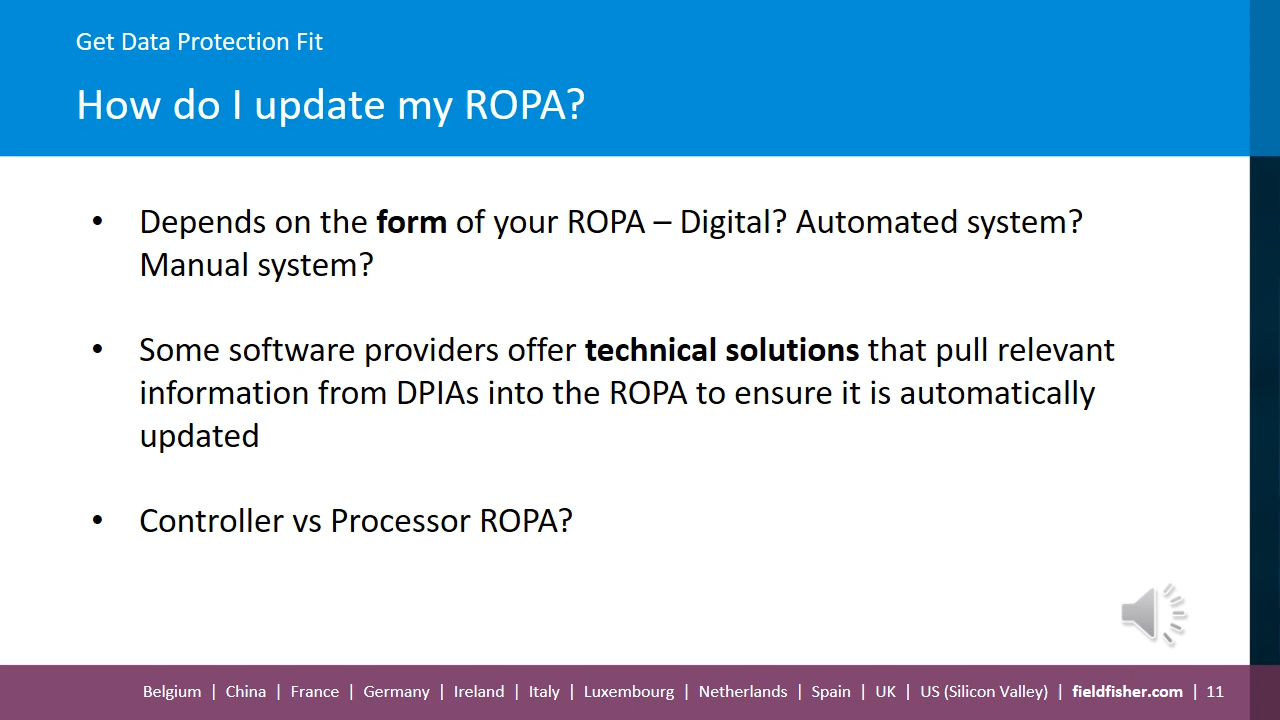 Get Data Protection Fit
How do I update my ROPA?
• Depends on the form of your ROPA – Digital? Automated system?
Manual system?
• Some software providers offer technical solutions that pull relevant
information from DPIAs into the ROPA to ensure it is automatically
updated
• Controller vs Processor ROPA?
Belgium | China | France | Germany | Ireland | Italy | Luxembourg | Netherlands | Spain | UK | US (Silicon Valley) | fieldfisher.com | 11